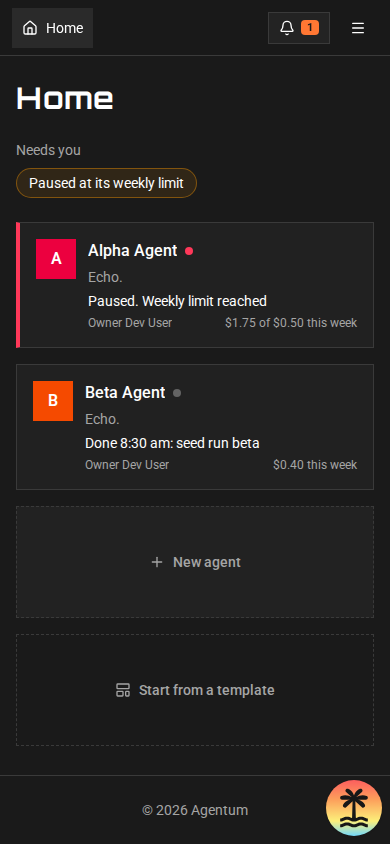 Home
1
Home
Needs you
Paused at its weekly limit
A
Alpha Agent
Echo.
Paused. Weekly limit reached
Owner Dev User
$1.75 of $0.50 this week
B
Beta Agent
Echo.
Done 8:30 am: seed run beta
Owner Dev User
$0.40 this week
New agent
Start from a template
© 2026 Agentum